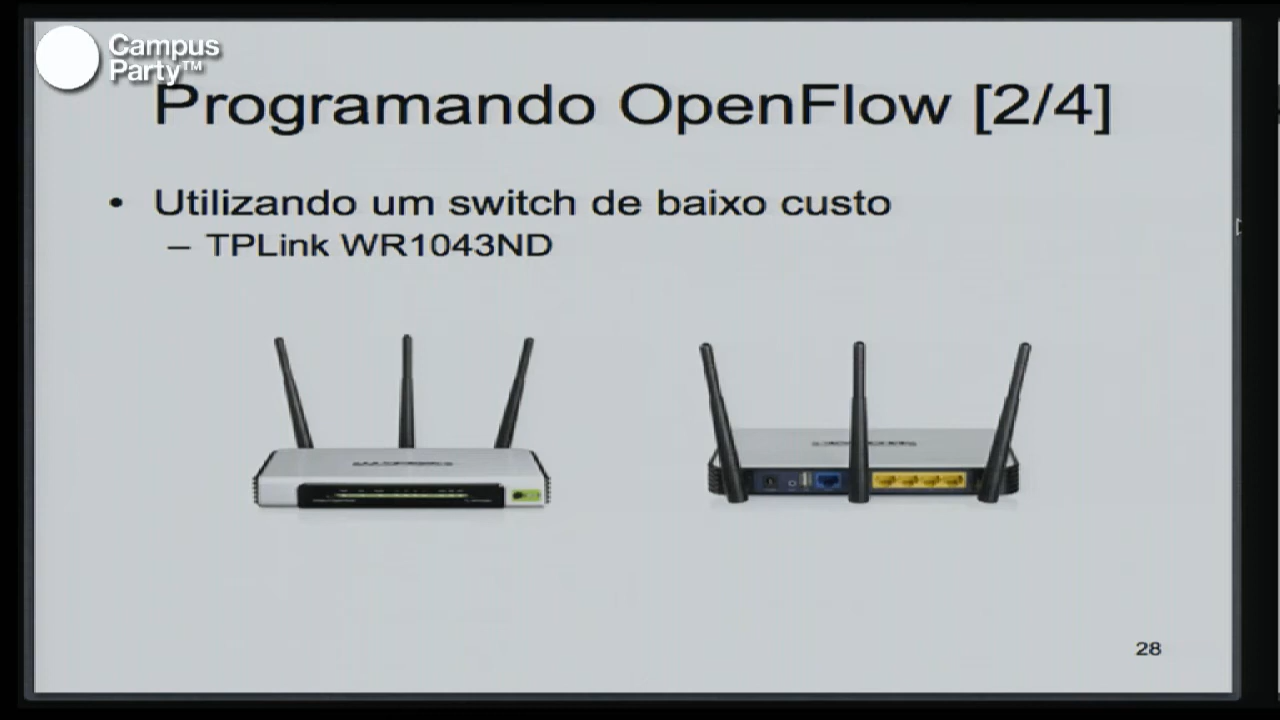 Campus
Party™
Programando OpenFlow [2/4]
• Utilizando um switch de baixo custo
– TPLink WR1043ND
28